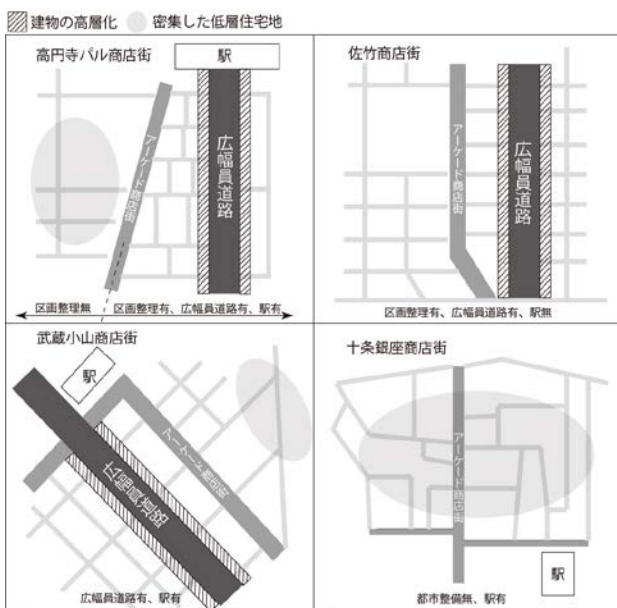 建物の高層化 密集した低層住宅地
高円寺パル商店街
駅
アーケード商店街
広幅員道路
区画整理無 区画整理有、広幅員道路有、駅有
佐竹商店街
アーケード商店街
広幅員道路
区画整理有、広幅員道路有、駅無
武蔵小山商店街
駅
アーケード商店街
広幅員道路
広幅員道路有、駅有
十条銀座商店街
アーケード商店街
駅
都市整備無、駅有